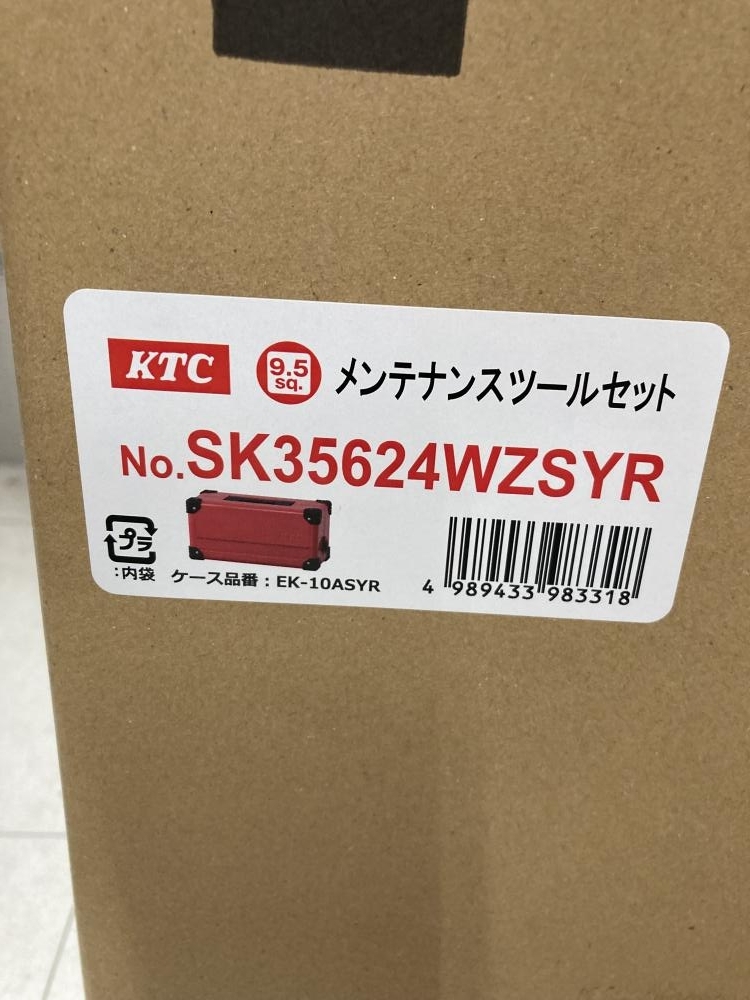 KTC 9.5 sq. メンテナンスツールセット
No.SK35624WZSYR
プラ
:内袋 ケース品番：EK-10ASYR
4 989433 983318